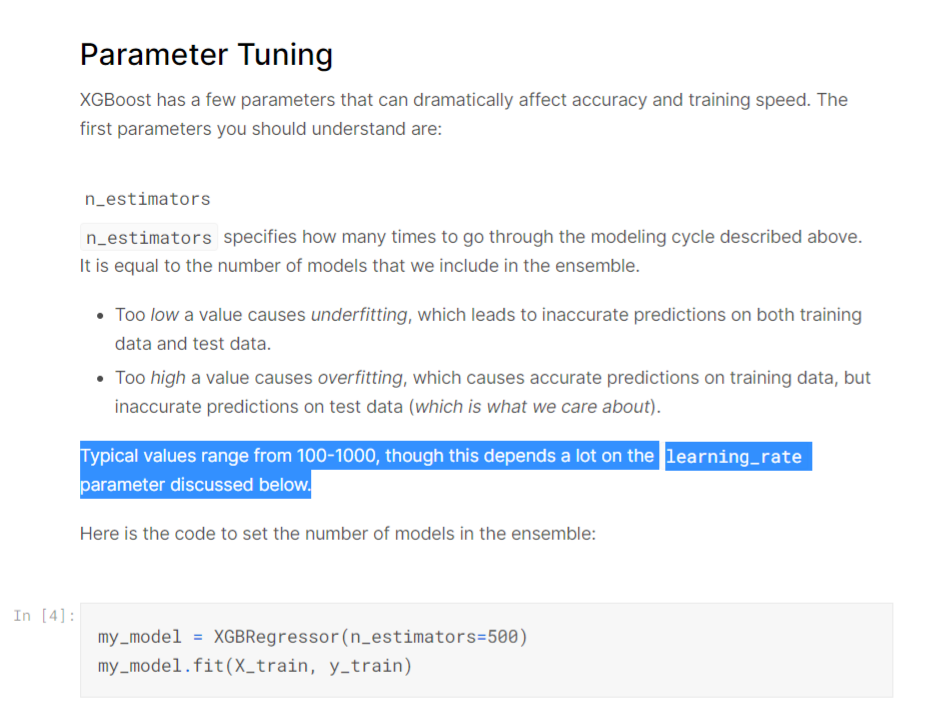 Parameter Tuning
XGBoost has a few parameters that can dramatically affect accuracy and training speed. The
first parameters you should understand are:
n_estimators
n_estimators specifies how many times to go through the modeling cycle described above.
It is equal to the number of models that we include in the ensemble.
• Too low a value causes underfitting, which leads to inaccurate predictions on both training
data and test data.
• Too high a value causes overfitting, which causes accurate predictions on training data, but
inaccurate predictions on test data (which is what we care about).
Typical values range from 100-1000, though this depends a lot on the learning_rate
parameter discussed below.
Here is the code to set the number of models in the ensemble:
In [4]:
my_model = XGBRegressor(n_estimators=500)
my_model.fit(X_train, y_train)